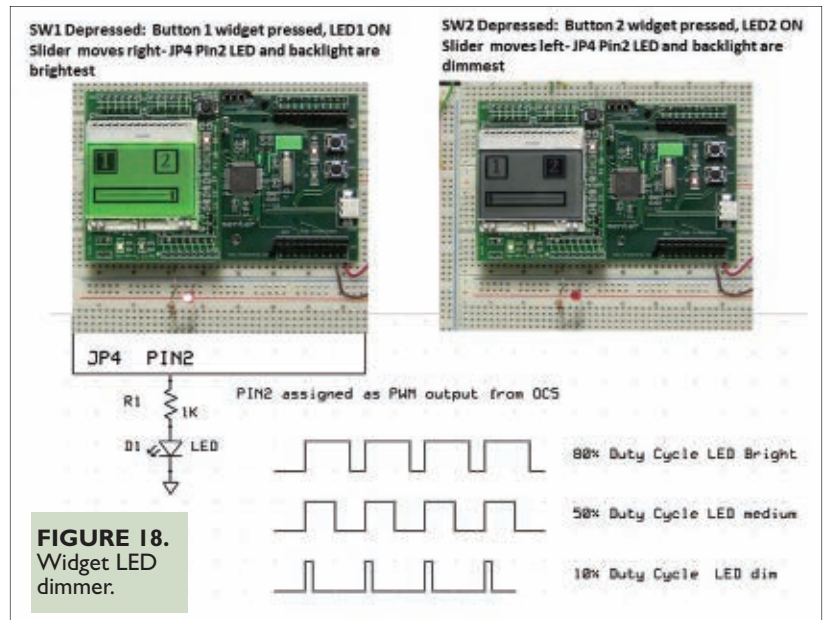 SW1 Depressed: Button 1 widget pressed, LED1 ON
Slider moves right- JP4 Pin2 LED and backlight are
brightest
SW2 Depressed: Button 2 widget pressed, LED2 ON
Slider moves left- JP4 Pin2 LED and backlight are
dimmest
1 2
1 2
JP4 PIN2
R1
1K
D1 LED
PIN2 assigned as PWM output from OC5
90% Duty Cycle LED Bright
50% Duty Cycle LED medium
10% Duty Cycle LED dim
FIGURE 18.
Widget LED
dimmer.